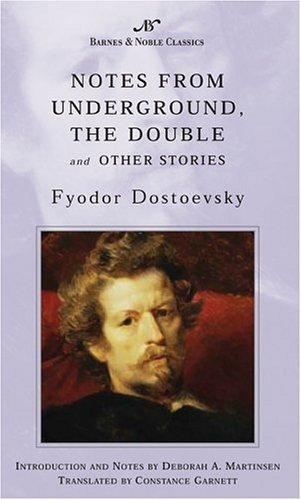 BN
BARNES & NOBLE CLASSICS
NOTES FROM
UNDERGROUND,
THE DOUBLE
and OTHER STORIES
Fyodor Dostoevsky
INTRODUCTION AND NOTES BY DEBORAH A. MARTINSEN
TRANSLATED BY CONSTANCE GARNETT